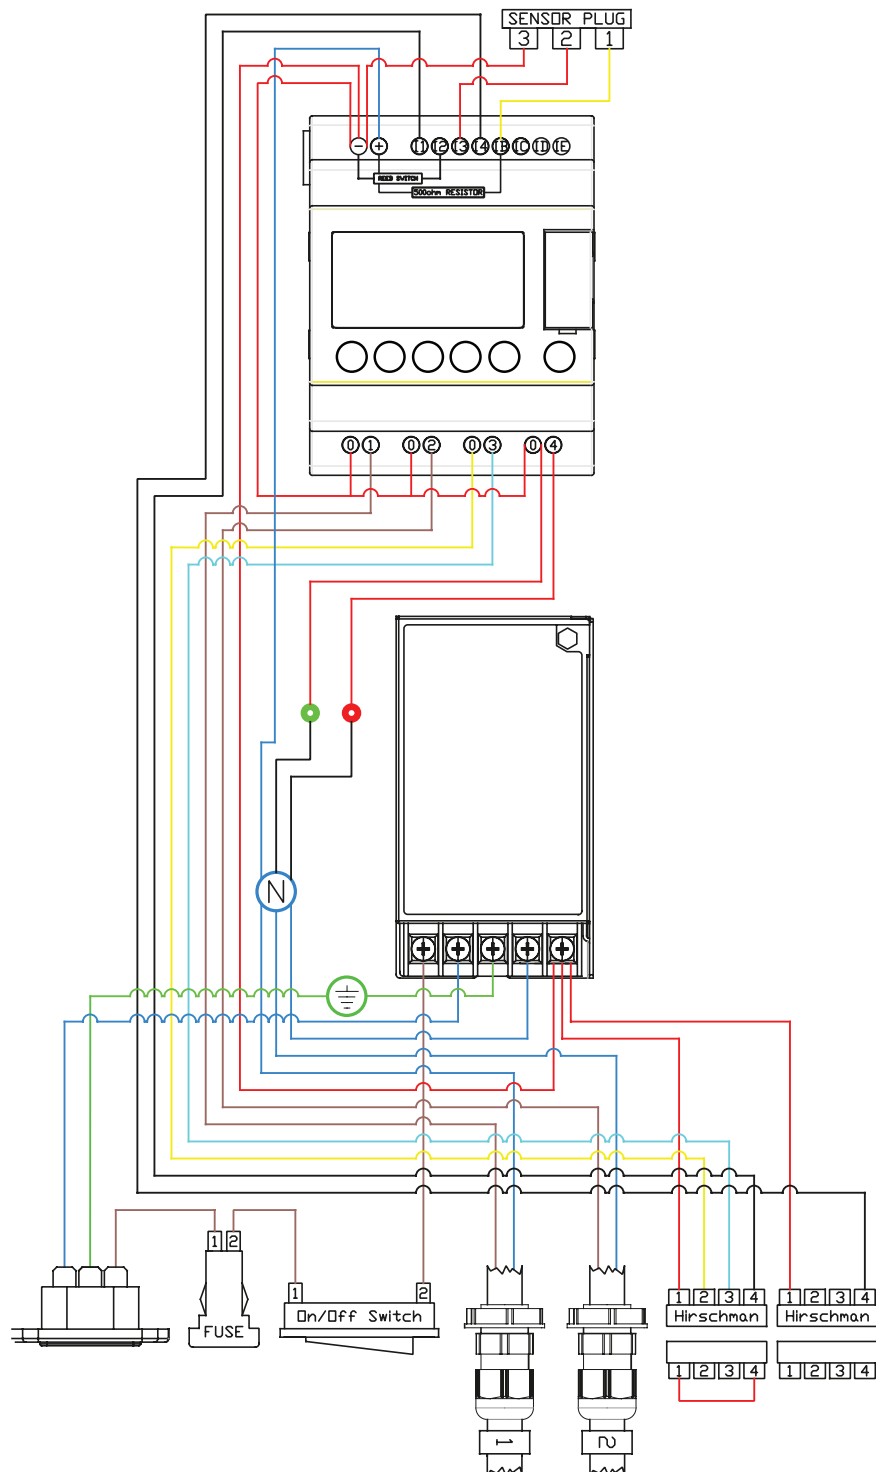 SENSOR PLUG
3 2 1
- + I1 I2 I3 I4 IB IC ID IE
REED SWITCH
500ohm RESISTOR
0 1 0 2 0 3 0 4
N
1 2
FUSE
1 2
On/Off Switch
1 2 3 4
Hirschman
1 2 3 4
Hirschman
1 2 3 4
1 2 3 4
1
2